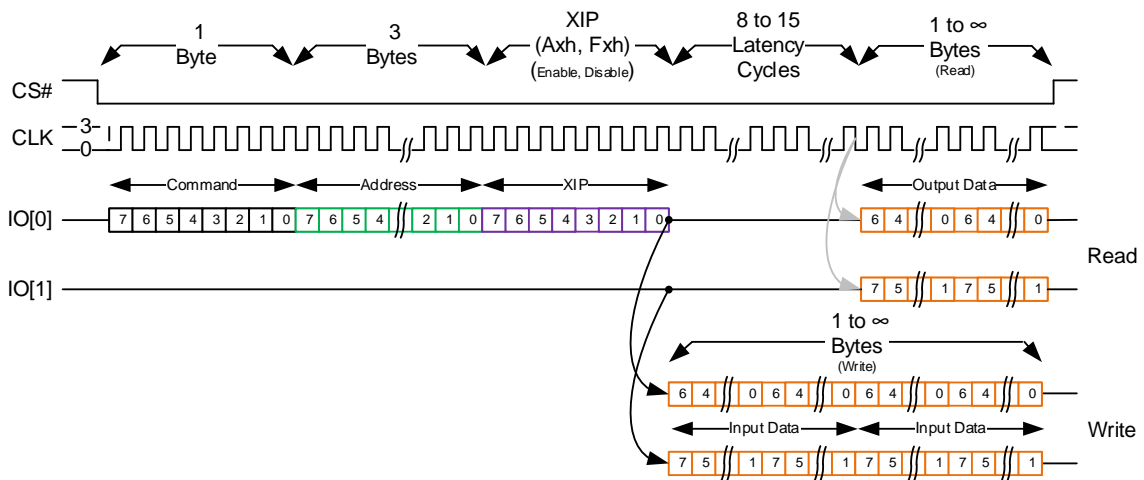 1 Byte
3 Bytes
XIP (Axh, Fxh) (Enable, Disable)
8 to 15 Latency Cycles
1 to ∞ Bytes (Read)
CS#
CLK 3 0
Command Address XIP Output Data
IO[0] 7 6 5 4 3 2 1 0 7 6 5 4 2 1 0 7 6 5 4 3 2 1 0 6 4 0 6 4 0
Read
IO[1] 7 5 1 7 5 1
1 to ∞ Bytes (Write)
6 4 0 6 4 0 6 4 0 6 4 0
Input Data Input Data
Write
7 5 1 7 5 1 7 5 1 7 5 1